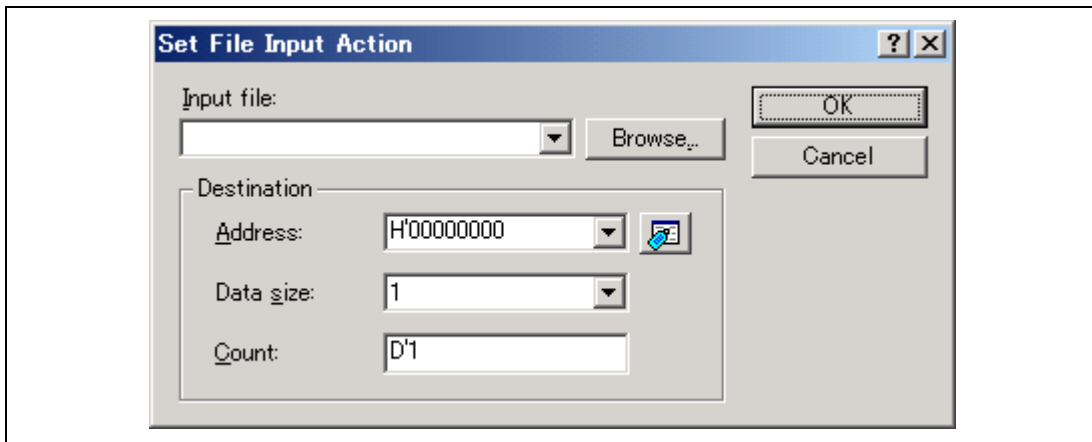 Set File Input Action
Input file:
Browse...
OK
Cancel
Destination
Address:
H'00000000
Data size:
1
Count:
D'1